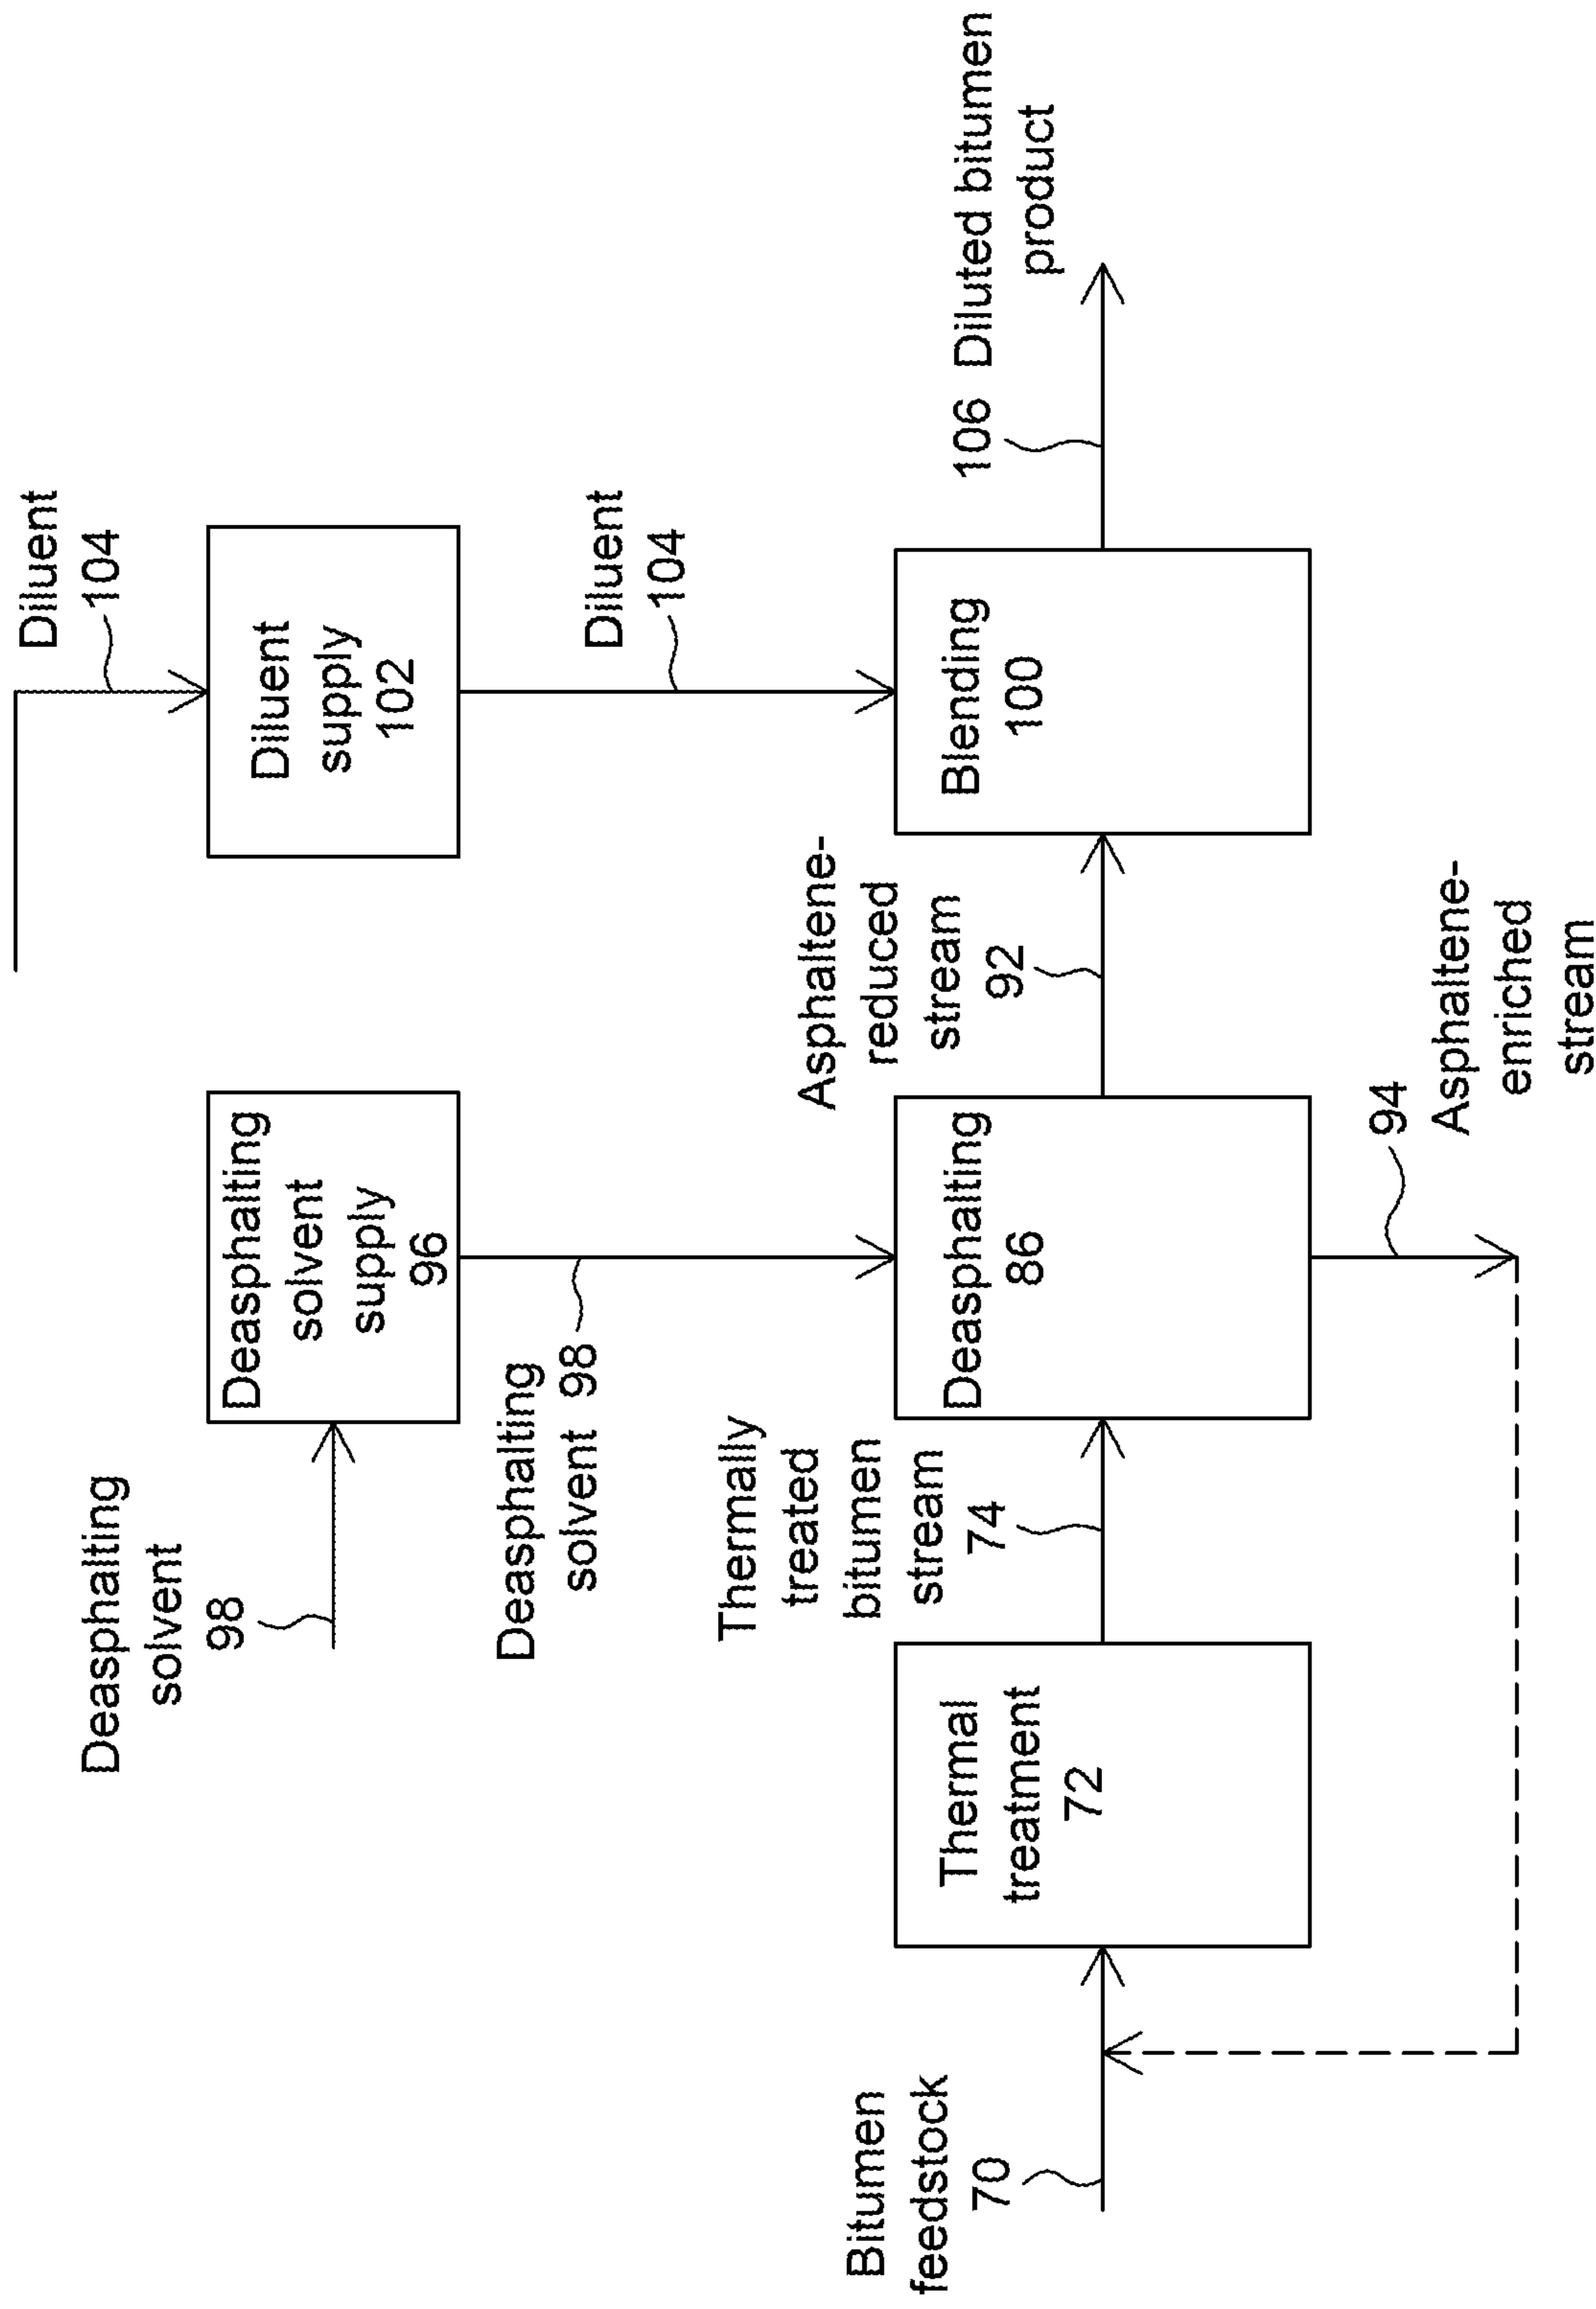 Diluent
104
Deasphalting
solvent
98
Deasphalting
solvent
supply
96
Diluent
supply
102
Deasphalting
solvent 98
Diluent
104
Thermally
treated
bitumen
stream
74
Asphaltene-
reduced
stream
92
Bitumen
feedstock
70
Thermal
treatment
72
Deasphalting
86
Blending
100
106 Diluted bitumen
product
94
Asphaltene-
enriched
stream